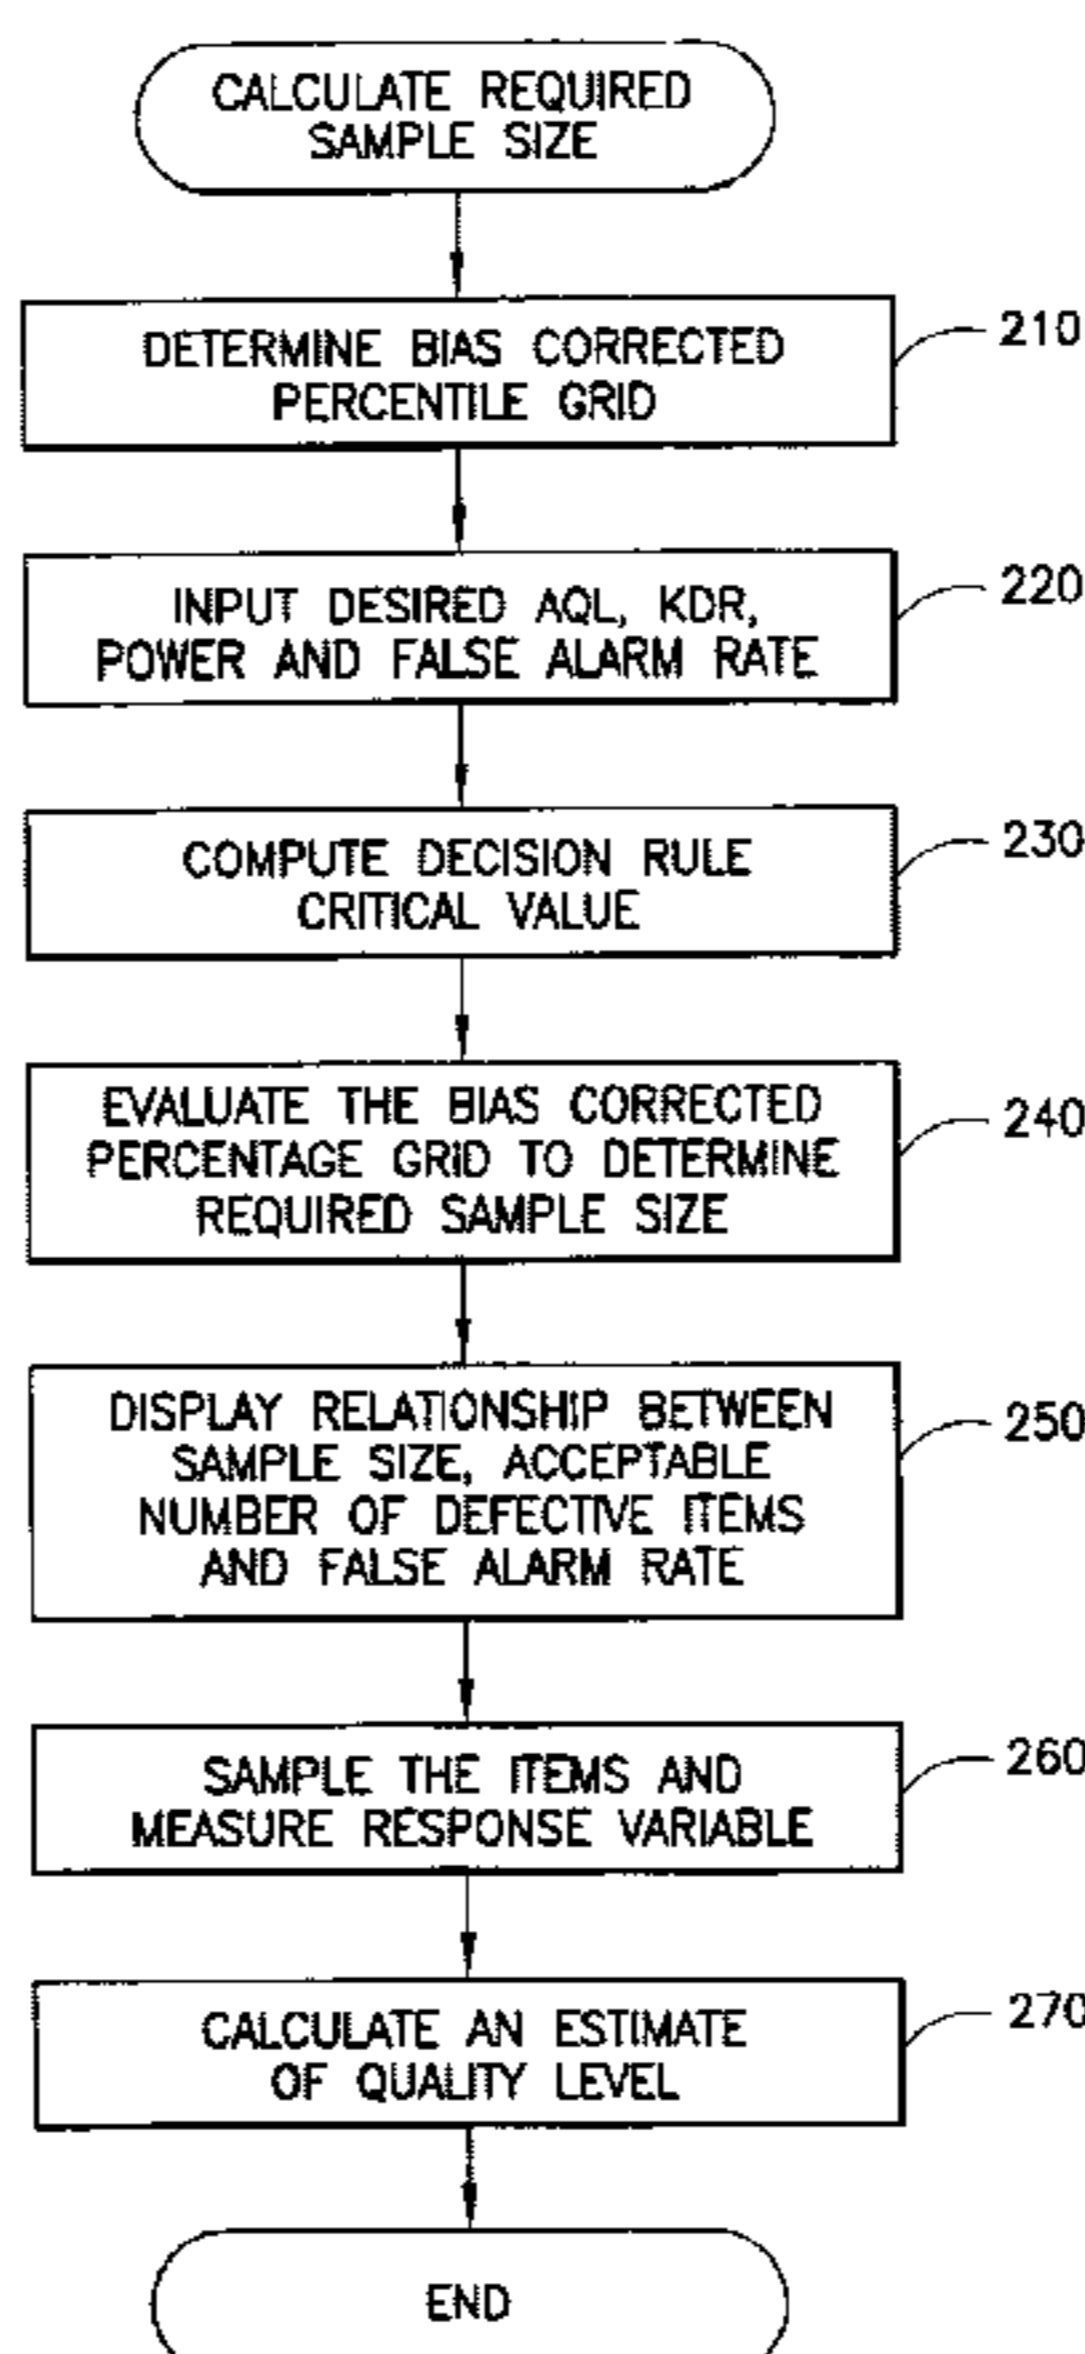 CALCULATE REQUIRED
SAMPLE SIZE
DETERMINE BIAS CORRECTED
PERCENTILE GRID
210
INPUT DESIRED AQL, KDR,
POWER AND FALSE ALARM RATE
220
COMPUTE DECISION RULE
CRITICAL VALUE
230
EVALUATE THE BIAS CORRECTED
PERCENTAGE GRID TO DETERMINE
REQUIRED SAMPLE SIZE
240
DISPLAY RELATIONSHIP BETWEEN
SAMPLE SIZE, ACCEPTABLE
NUMBER OF DEFECTIVE ITEMS
AND FALSE ALARM RATE
250
SAMPLE THE ITEMS AND
MEASURE RESPONSE VARIABLE
260
CALCULATE AN ESTIMATE
OF QUALITY LEVEL
270
END